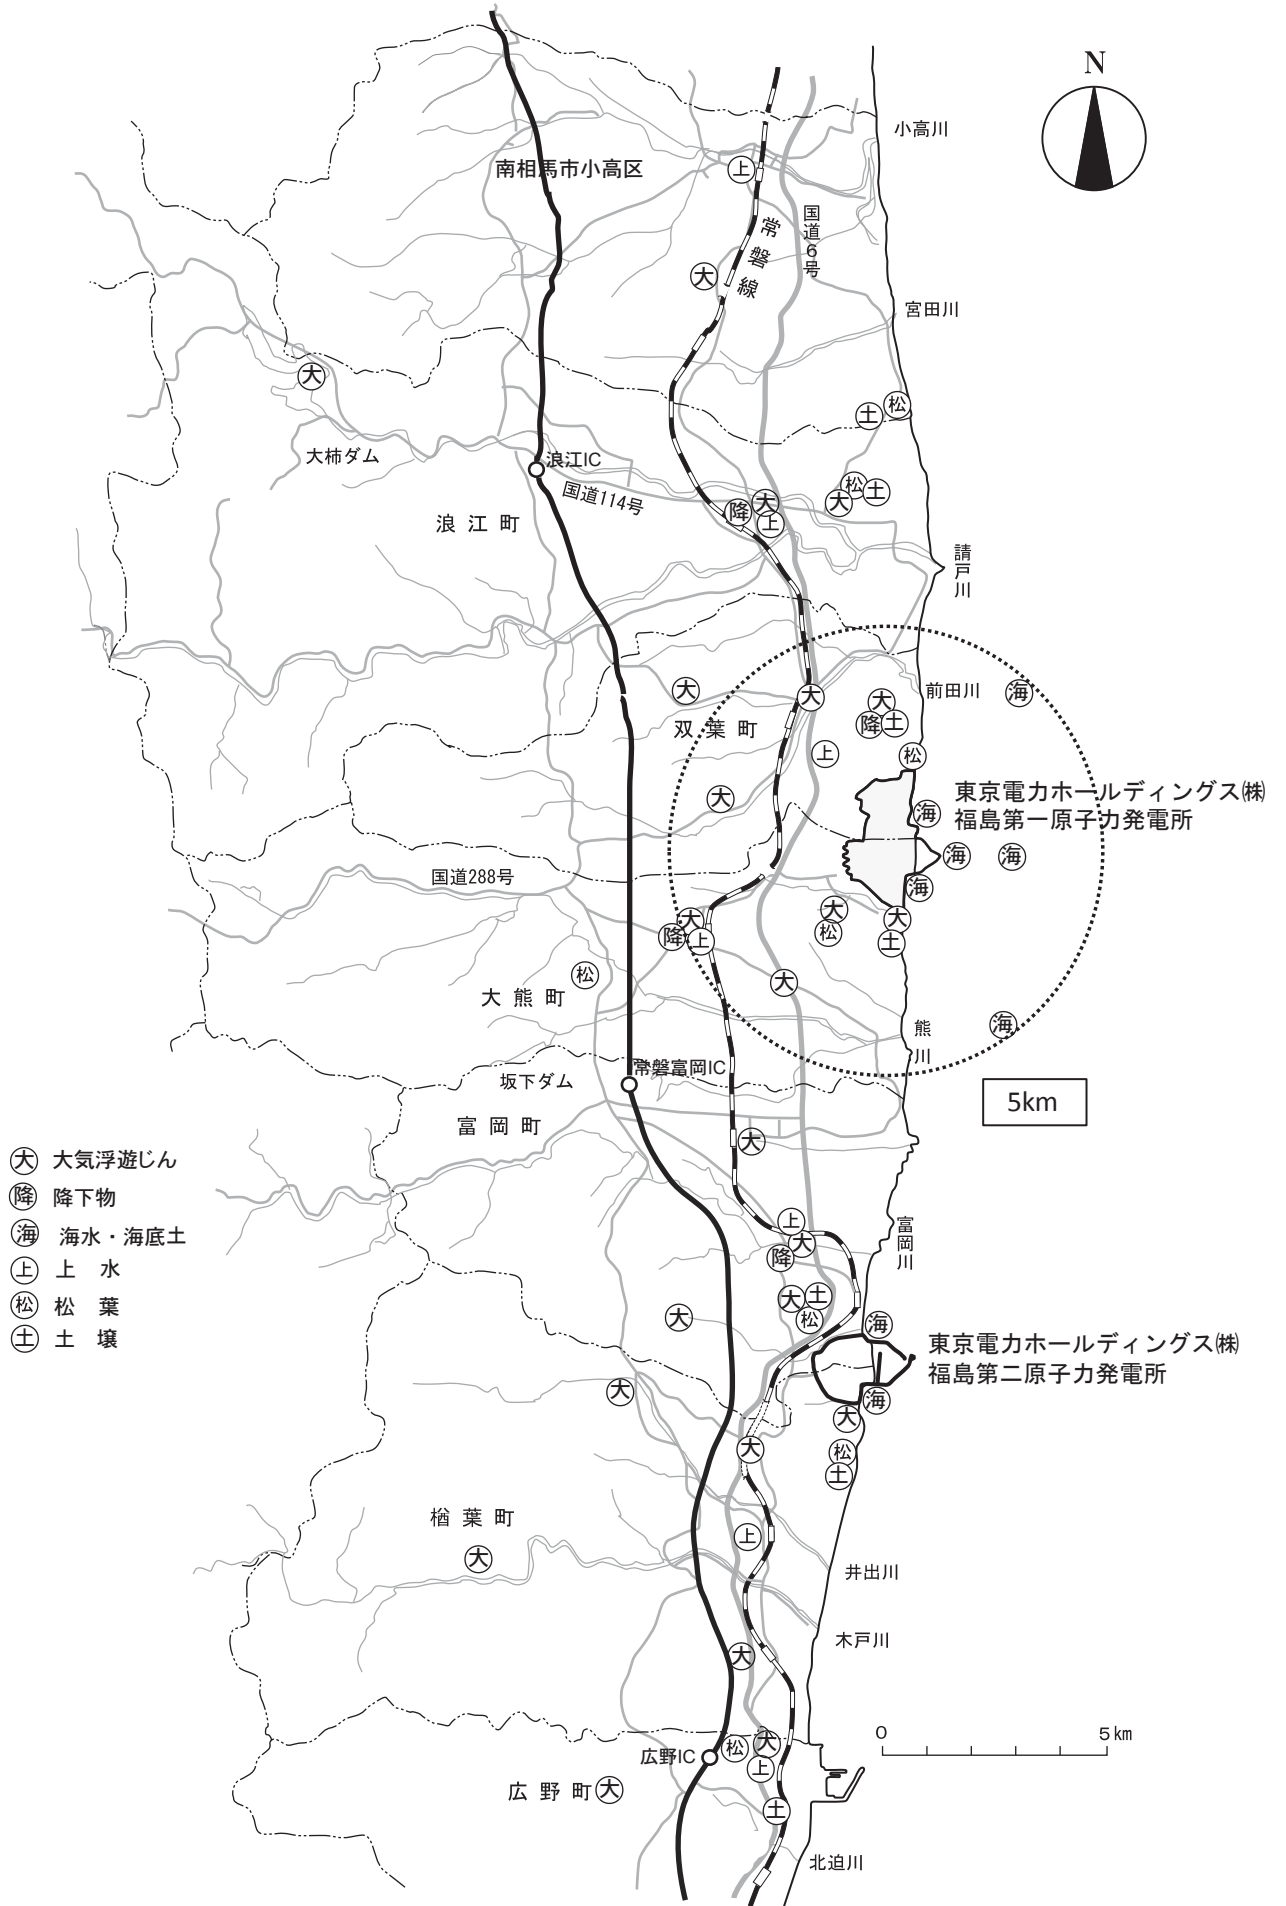 N
小高川
南相馬市小高区
上
国道6号
常磐線
大
宮田川
大
松
土
大柿ダム
浪江IC
国道114号
松
土
大
大
降
上
浪江町
請戸川
大
大
前田川
海
大
降
土
双葉町
上
松
大
東京電力ホールディングス㈱
福島第一原子力発電所
海
海
海
海
国道288号
大
松
大
土
大
降
上
松
大熊町
大
熊川
海
常磐富岡IC
坂下ダム
5km
富岡町
大
大 大気浮遊じん
降 降下物
海 海水・海底土
上 上水
松 松葉
土 土壌
上
大
降
富岡川
大
土
松
大
海
東京電力ホールディングス㈱
福島第二原子力発電所
大
海
大
松
土
大
楢葉町
大
上
井出川
木戸川
大
0 5km
広野IC
松
大
上
広野町
大
土
北迫川